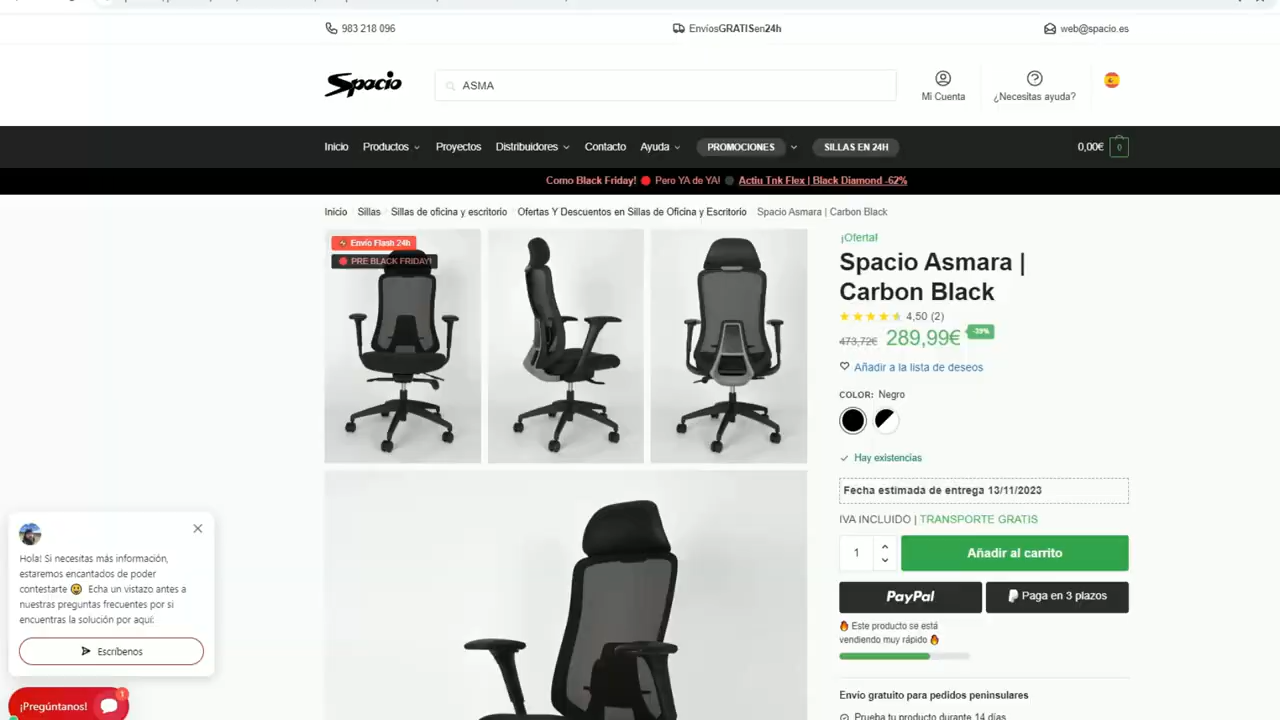 983 218 096
EnvíosGRATISen24h
web@spacio.es
Spacio
ASMA
Mi Cuenta
¿Necesitas ayuda?
Inicio
Productos
Proyectos
Distribuidores
Contacto
Ayuda
PROMOCIONES
SILLAS EN 24H
0,00€
0
Como Black Friday! Pero YA de YA! Actiu Tnk Flex | Black Diamond -62%
Inicio Sillas Sillas de oficina y escritorio Ofertas Y Descuentos en Sillas de Oficina y Escritorio Spacio Asmara | Carbon Black
Envío Flash 24h
PRE BLACK FRIDAY!
¡Oferta!
Spacio Asmara |
Carbon Black
4,50 (2)
473,72€ 289,99€ -39%
Añadir a la lista de deseos
COLOR: Negro
Hay existencias
Fecha estimada de entrega 13/11/2023
IVA INCLUIDO | TRANSPORTE GRATIS
1
Añadir al carrito
PayPal
Paga en 3 plazos
Este producto se está
vendiendo muy rápido
Envío gratuito para pedidos peninsulares
Prueba tu producto durante 14 días
Hola! Si necesitas más información,
estaremos encantados de poder
contestarte Echa un vistazo antes a
nuestras preguntas frecuentes por si
encuentras la solución por aquí:
Escríbenos
¡Pregúntanos!
1